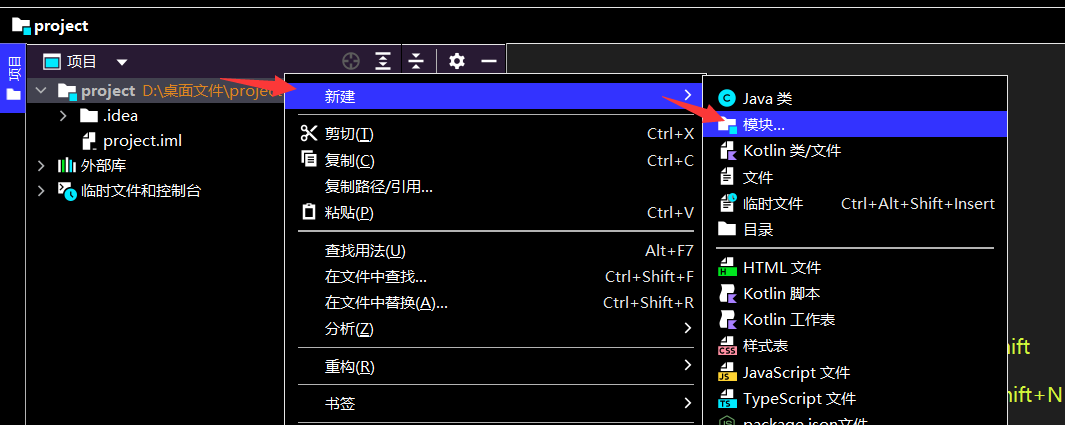 project
项目
项目
project D:\桌面文件\project
.idea
project.iml
外部库
临时文件和控制台
新建
剪切(T) Ctrl+X
复制(C) Ctrl+C
复制路径/引用...
粘贴(P) Ctrl+V
查找用法(U) Alt+F7
在文件中查找... Ctrl+Shift+F
在文件中替换(A)... Ctrl+Shift+R
分析(Z)
重构(R)
书签
C Java 类
模块...
Kotlin 类/文件
文件
临时文件 Ctrl+Alt+Shift+Insert
目录
H HTML 文件
Kotlin 脚本
Kotlin 工作表
CSS 样式表
JS JavaScript 文件
TS TypeScript 文件
package.json文件
hift
hift+N